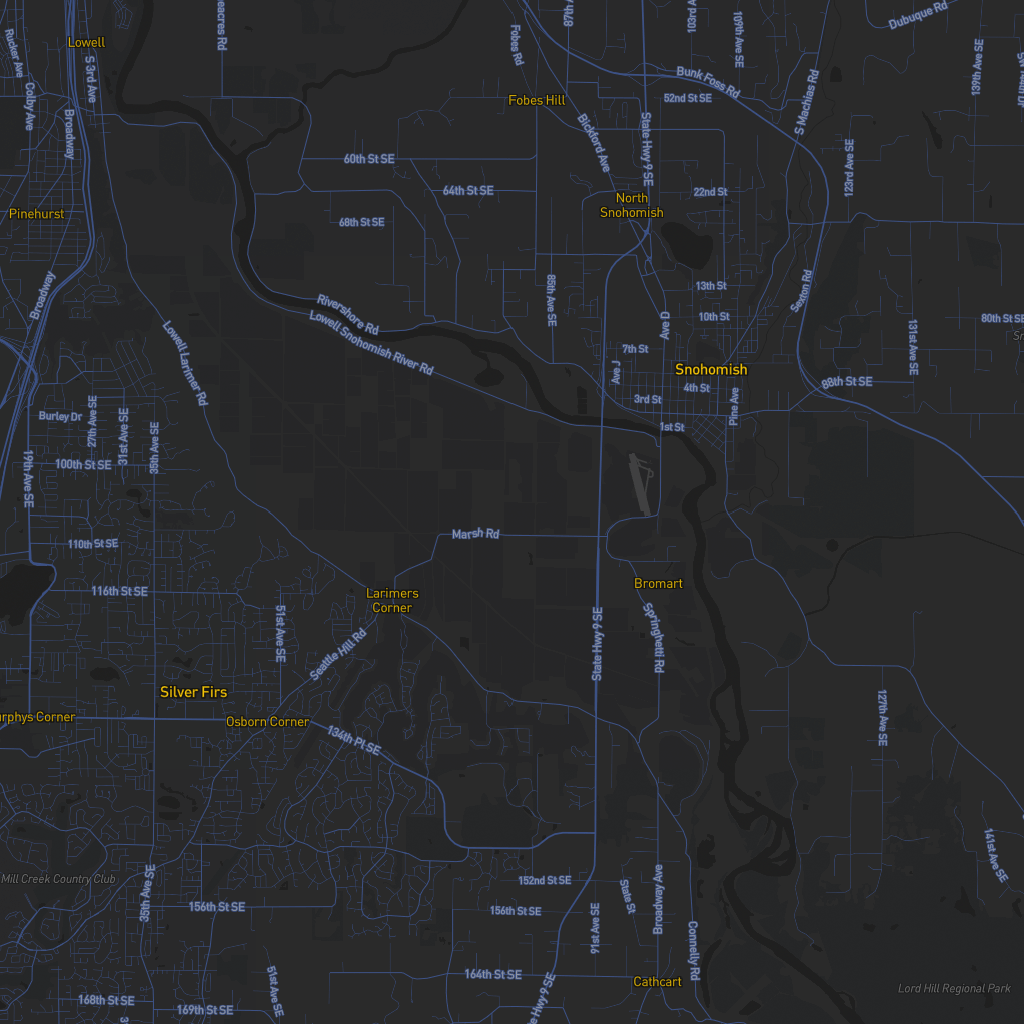 Lowell
Rucker Ave
S 3rd Ave
Colby Ave
Broadway
Fobes Rd
103rd A
109th Ave SE
Dubuque Rd
139th Ave SE
Bunk Foss Rd
52nd St SE
Fobes Hill
S Machias Rd
Bickford Ave
State Hwy 9 SE
60th St SE
64th St SE
123rd Ave SE
22nd St
North
Snohomish
Pinehurst
68th St SE
Broadway
13th St
Sexton Rd
85th Ave SE
Rivershore Rd
Lowell Snohomish River Rd
10th St
Ave D
80th St SE
131st Ave SE
Lowell Larimer Rd
7th St
Snohomish
Ave J
4th St
88th St SE
3rd St
Pine Ave
1st St
Burley Dr
27th Ave SE
31st Ave SE
35th Ave SE
100th St SE
19th Ave SE
Marsh Rd
110th St SE
Bromart
116th St SE
Larimers
Corner
51st Ave SE
Seattle Hill Rd
Springhetti Rd
State Hwy 9 SE
Silver Firs
127th Ave SE
rphys Corner
Osborn Corner
134th Pl SE
141st Ave SE
Mill Creek Country Club
35th Ave SE
152nd St SE
State St
Broadway Ave
156th St SE
156th St SE
91st Ave SE
Connelly Rd
164th St SE
Cathcart
51st Ave SE
Hwy 9 SE
Lord Hill Regional Park
168th St SE
169th St SE